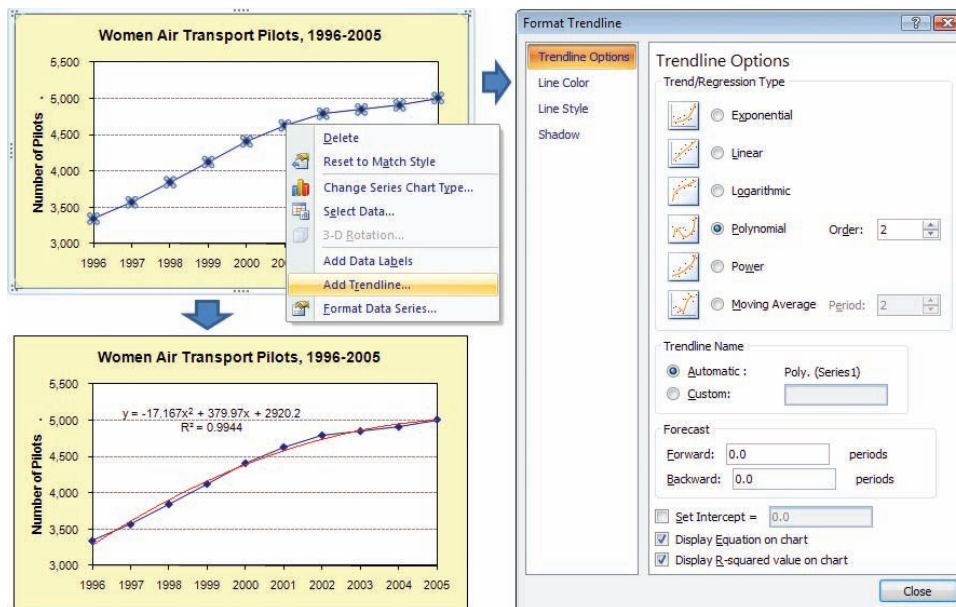 Women Air Transport Pilots, 1996-2005
Number of Pilots
5,500
5,000
4,500
4,000
3,500
3,000
1996 1997 1998 1999 2000
Delete
Reset to Match Style
Change Series Chart Type...
Select Data...
3-D Rotation...
Add Data Labels
Add Trendline...
Format Data Series...
Women Air Transport Pilots, 1996-2005
Number of Pilots
5,500
5,000
4,500
4,000
3,500
3,000
y = -17.167x² + 379.97x + 2920.2
R² = 0.9944
1996 1997 1998 1999 2000 2001 2002 2003 2004 2005
Format Trendline
Trendline Options
Line Color
Line Style
Shadow
Trendline Options
Trend/Regression Type
Exponential
Linear
Logarithmic
Polynomial Order: 2
Power
Moving Average Period: 2
Trendline Name
Automatic : Poly. (Series1)
Custom:
Forecast
Forward: 0.0 periods
Backward: 0.0 periods
Set Intercept = 0.0
Display Equation on chart
Display R-squared value on chart
Close